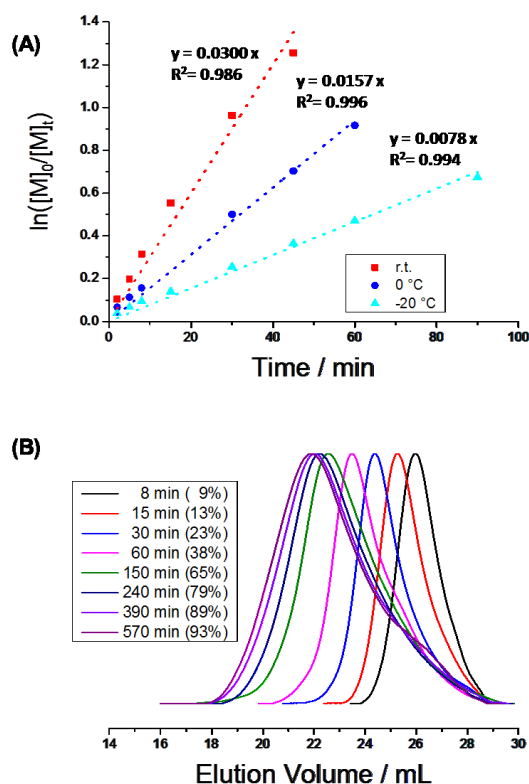 (A)
ln([M]₀/[M]ₜ)
1.4
1.2
1.0
0.8
0.6
0.4
0.2
0.0
y = 0.0300 x
R²= 0.986
y = 0.0157 x
R²= 0.996
y = 0.0078 x
R²= 0.994
r.t.
0 °C
-20 °C
0 20 40 60 80 100
Time / min
(B)
8 min ( 9%)
15 min (13%)
30 min (23%)
60 min (38%)
150 min (65%)
240 min (79%)
390 min (89%)
570 min (93%)
14 16 18 20 22 24 26 28 30
Elution Volume / mL